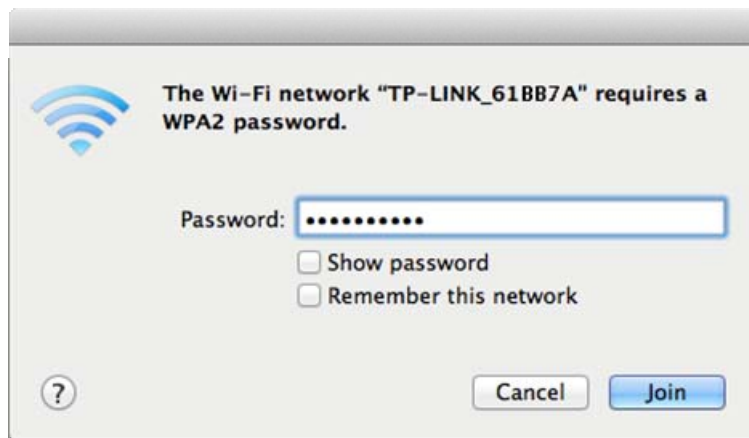 The Wi-Fi network “TP-LINK_61BB7A" requires a
WPA2 password.
Password: ••••••••••
Show password
Remember this network
?
Cancel
Join